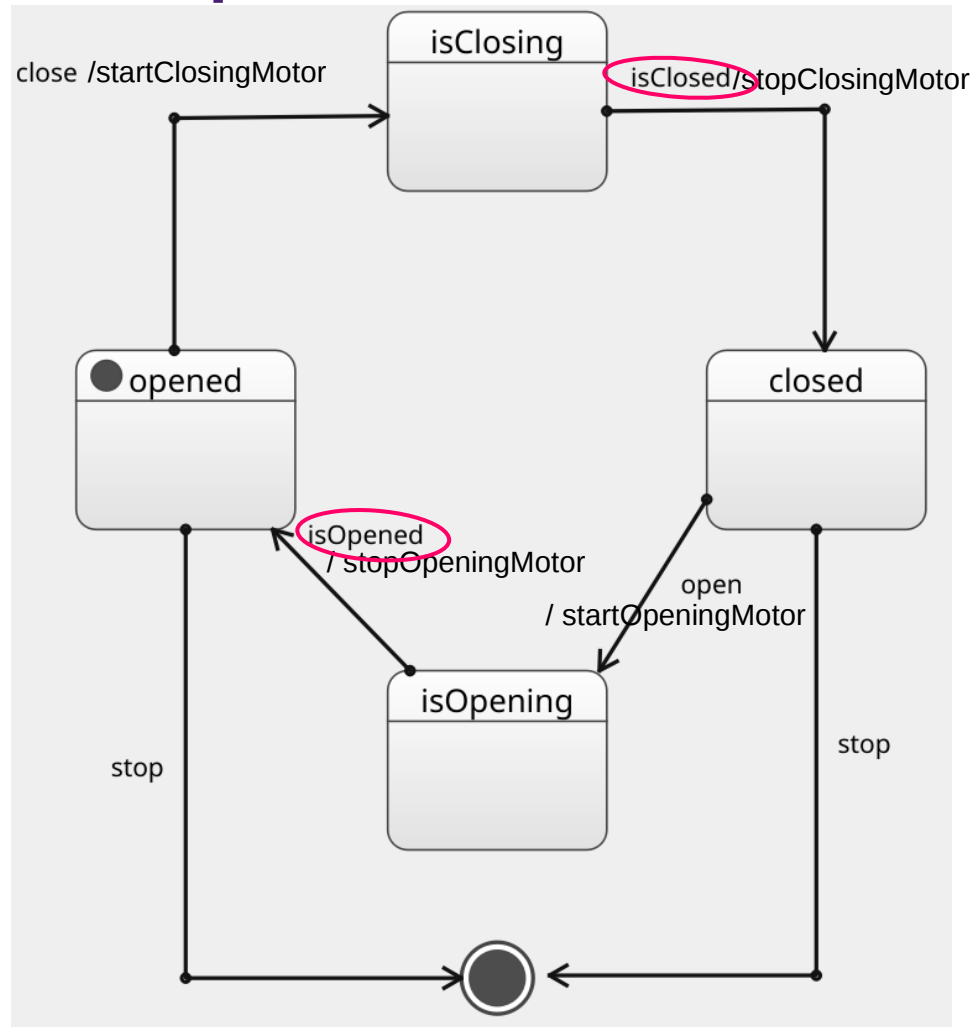 isClosing
close /startClosingMotor
isClosed/stopClosingMotor
opened
closed
isOpened
/ stopOpeningMotor
open
/ startOpeningMotor
isOpening
stop
stop